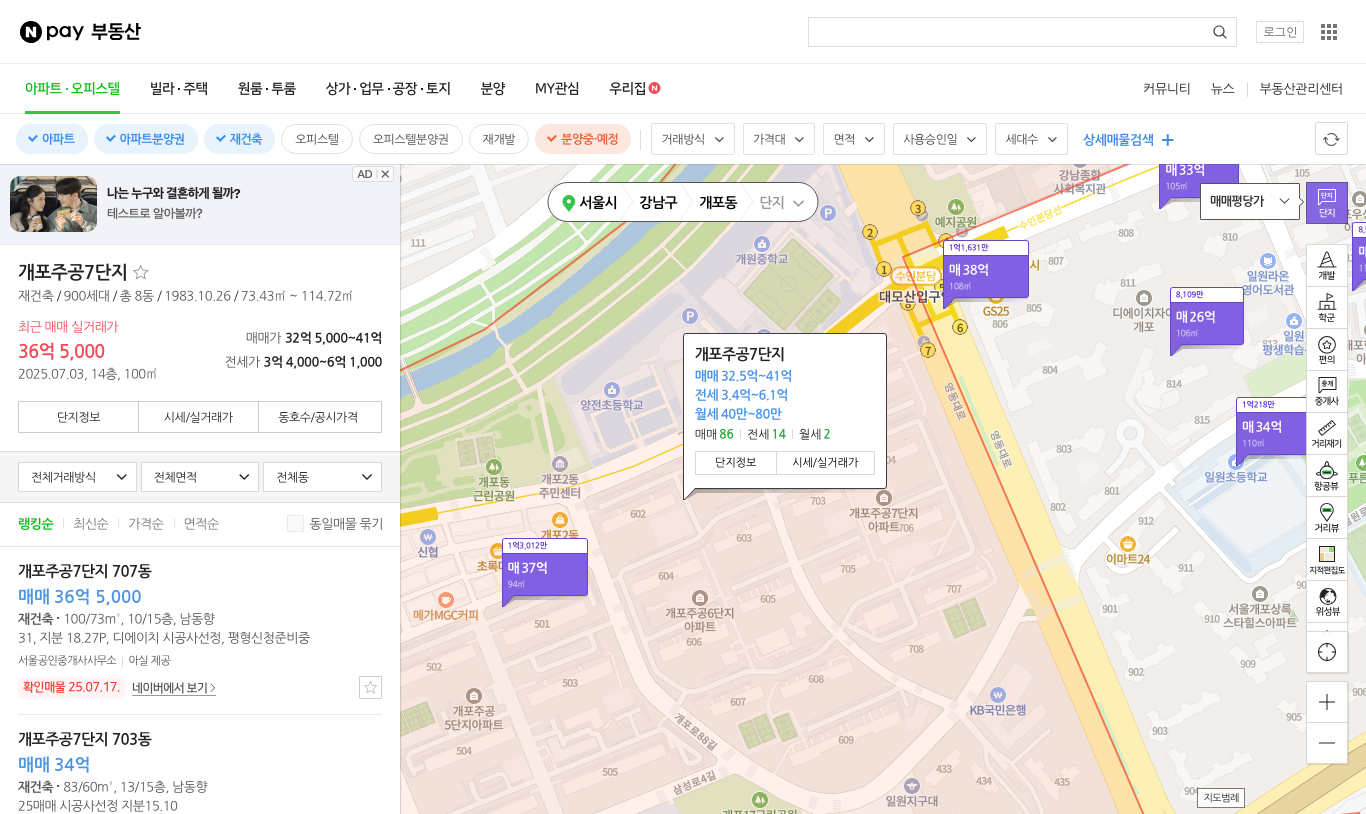 N pay 부동산
로그인
아파트·오피스텔 빌라·주택 원룸·투룸 상가·업무·공장·토지 분양 MY관심 우리집 N
커뮤니티 뉴스 부동산관리센터
아파트 아파트분양권 재건축 오피스텔 오피스텔분양권 재개발 분양중·예정 거래방식 가격대 면적 사용승인일 세대수 상세매물검색
AD
나는 누구와 결혼하게 될까?
테스트로 알아볼까?
개포주공7단지
재건축 / 900세대 / 총 8동 / 1983.10.26 / 73.43㎡ ~ 114.72㎡
최근 매매 실거래가
36억 5,000
2025.07.03, 14층, 100㎡
매매가 32억 5,000~41억
전세가 3억 4,000~6억 1,000
단지정보 시세/실거래가 동호수/공시가격
전체거래방식 전체면적 전체동
랭킹순 최신순 가격순 면적순 동일매물 묶기
개포주공7단지 707동
매매 36억 5,000
재건축 · 100/73m², 10/15층, 남동향
31, 지분 18.27P, 디에이치 시공사선정, 평형신청준비중
서울공인중개사사무소 아실 제공
확인매물 25.07.17. 네이버에서 보기
개포주공7단지 703동
매매 34억
재건축 · 83/60m², 13/15층, 남동향
25매매 시공사선정 지분15.10
서울시 강남구 개포동 단지
강남종합
사회복지관
매33억
105㎡
매매평당가
단지
111
P
3
2
1
예지공원
수인분당선
810
808
807
809
개원중학교
1억1,631만
매38억
108㎡
수인분당
대모산입구역
GS25
806
805
일원라온
영어도서관
개발
8,109만
매26억
106㎡
디에이치자이
개포
학군
P
6
7
일원
평생학습
편의
개포주공7단지
매매 32.5억~41억
전세 3.4억~6.1억
월세 40만~80만
매매 86 전세 14 월세 2
단지정보 시세/실거래가
804
814
815
803
802
801
양전초등학교
영동대로
영동대로
1억218만
매34억
110㎡
중개사
거리재기
일원초등학교
항공뷰
개포동
근린공원
개포2동
주민센터
703
개포주공7단지
아파트706
602
603
604
605
606
705
707
거리뷰
신협
개포2동
1억3,012만
매37억
94㎡
912
이마트24
지적편집도
위성뷰
메가MGC커피
501
502
503
504
개포주공6단지
아파트
901
902
910
서울개포상록
스타힐스아파트
708
909
903
904
905
개포주공
5단지아파트
607
608
609
개포로88길
삼성로4길
KB국민은행
505
434
435
일원지구대
지도범례